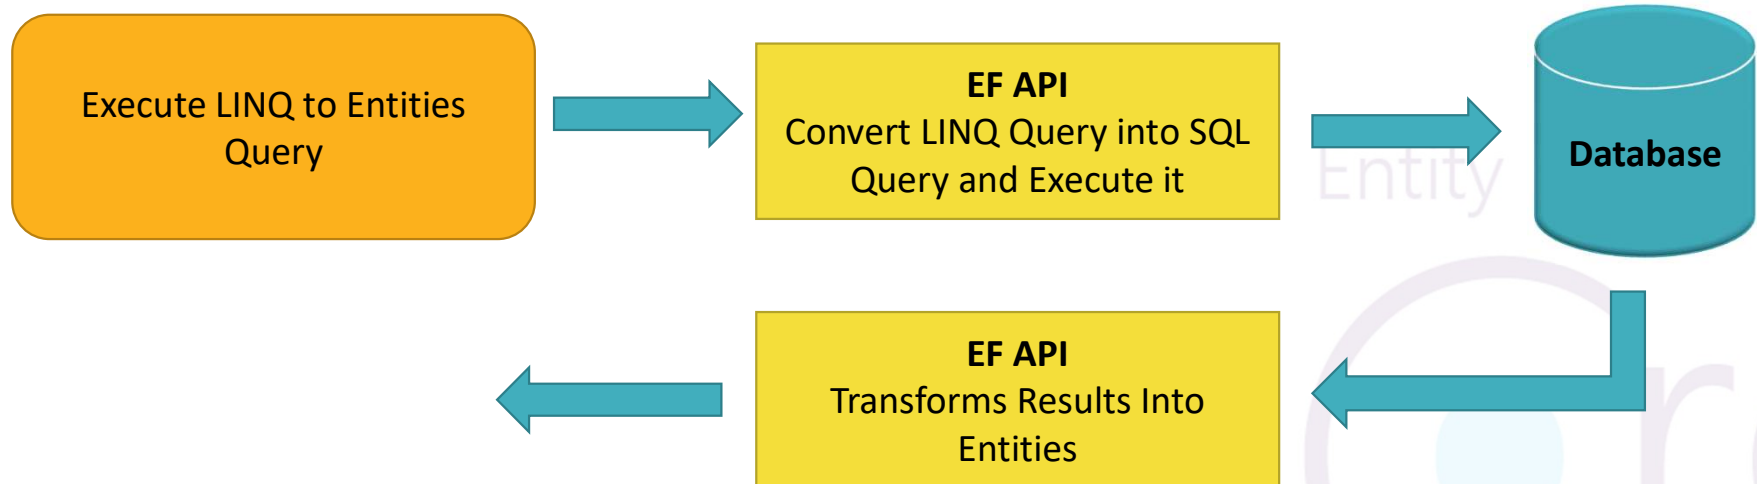 Execute LINQ to Entities
Query
EF API
Convert LINQ Query into SQL
Query and Execute it
Entity
Database
EF API
Transforms Results Into
Entities